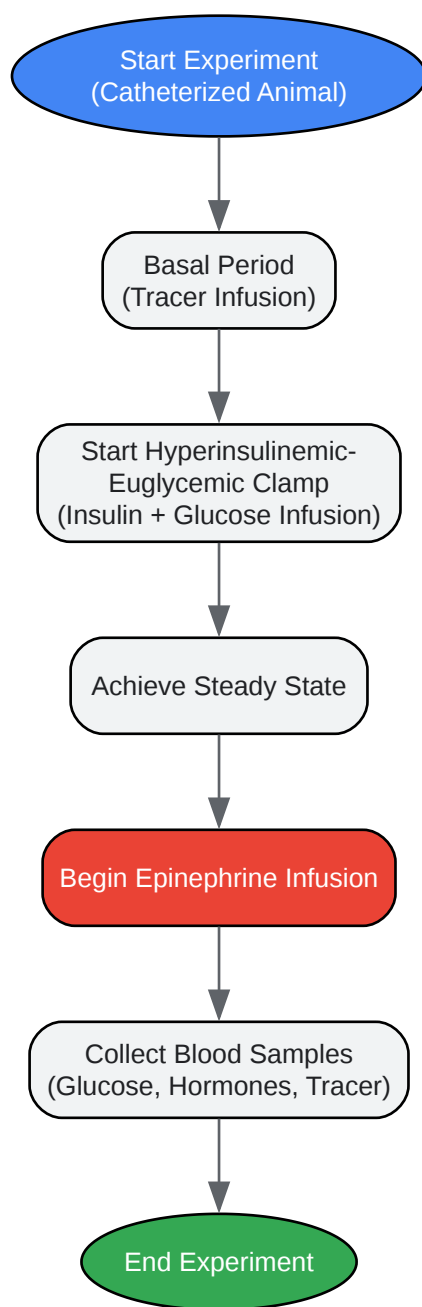 Start Experiment
(Catheterized Animal)
Basal Period
(Tracer Infusion)
Start Hyperinsulinemic-
Euglycemic Clamp
(Insulin + Glucose Infusion)
Achieve Steady State
Begin Epinephrine Infusion
Collect Blood Samples
(Glucose, Hormones, Tracer)
End Experiment